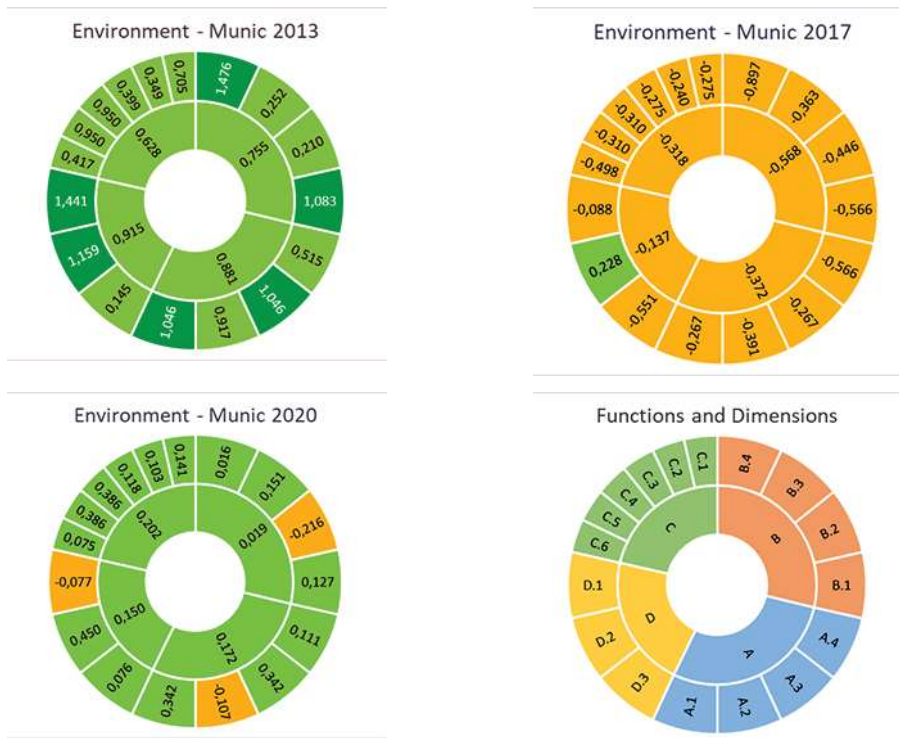 Environment - Munic 2013
1,476
0,252
0,210
1,083
0,515
1,046
0,917
1,046
0,145
1,159
1,441
0,417
0,950
0,950
0,399
0,349
0,705
0,755
0,881
0,915
0,628
Environment - Munic 2017
-0,897
-0,363
-0,446
-0,566
-0,566
-0,267
-0,391
-0,267
-0,551
0,228
-0,088
-0,498
-0,310
-0,310
-0,275
-0,240
-0,275
-0,568
-0,372
-0,137
-0,318
Environment - Munic 2020
0,016
0,151
-0,216
0,127
0,111
0,342
-0,107
0,342
0,076
0,450
-0,077
0,075
0,386
0,386
0,118
0,103
0,141
0,019
0,172
0,150
0,202
Functions and Dimensions
B.4
B.3
B.2
B.1
A.4
A.3
A.2
A.1
D.3
D.2
D.1
C.6
C.5
C.4
C.3
C.2
C.1
B
A
D
C